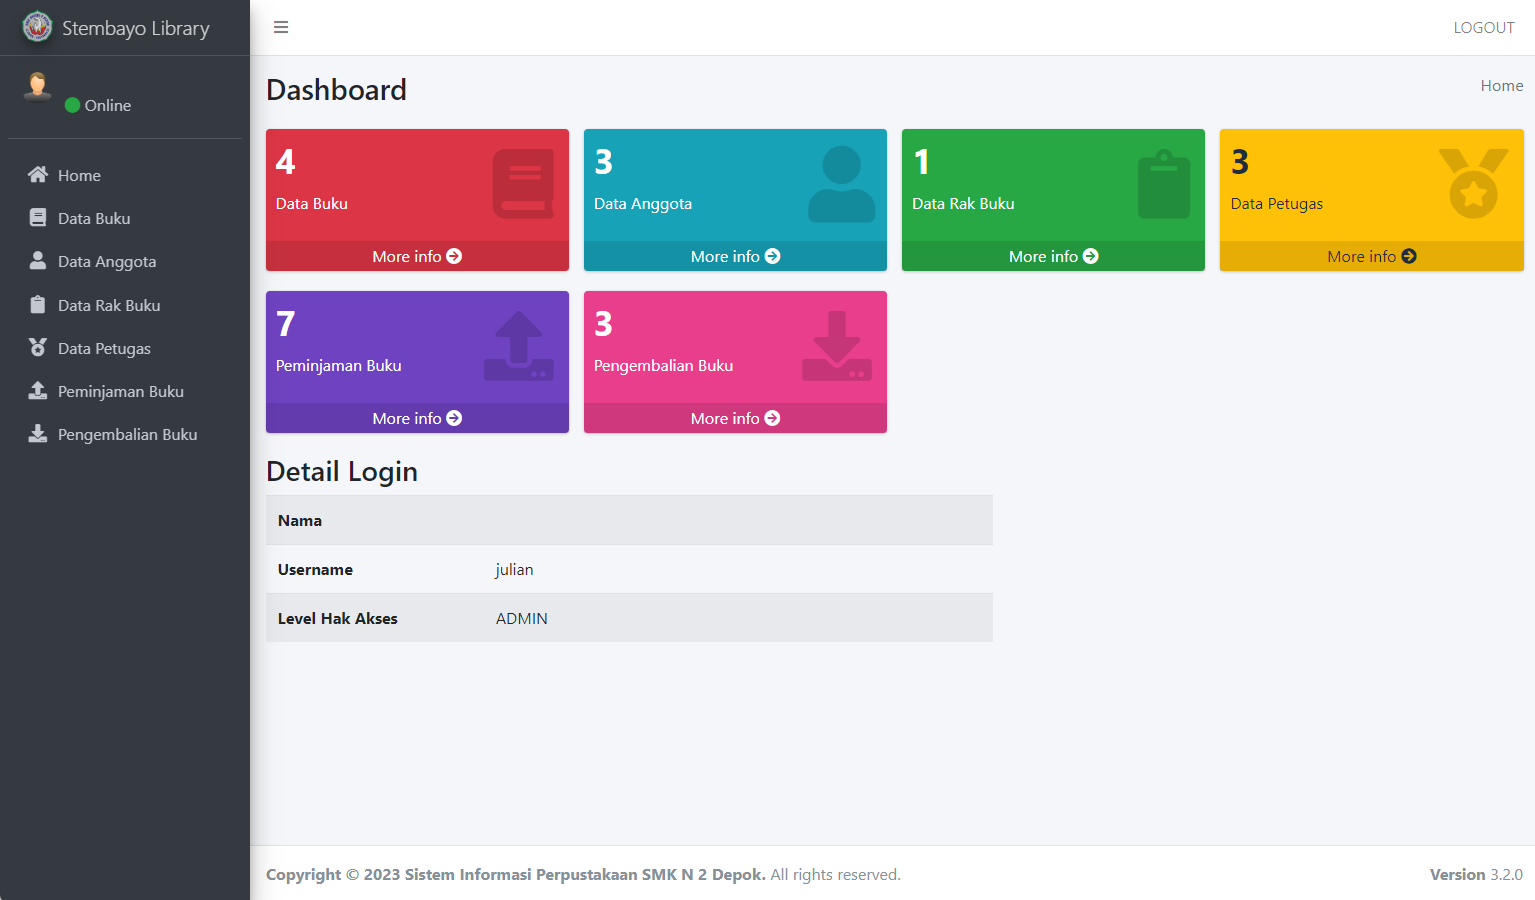 Stembayo Library
LOGOUT
Online
Home
Data Buku
Data Anggota
Data Rak Buku
Data Petugas
Peminjaman Buku
Pengembalian Buku
Dashboard
Home
4
Data Buku
More info
3
Data Anggota
More info
1
Data Rak Buku
More info
3
Data Petugas
More info
7
Peminjaman Buku
More info
3
Pengembalian Buku
More info
Detail Login
Nama
Username julian
Level Hak Akses ADMIN
Copyright © 2023 Sistem Informasi Perpustakaan SMK N 2 Depok. All rights reserved.
Version 3.2.0